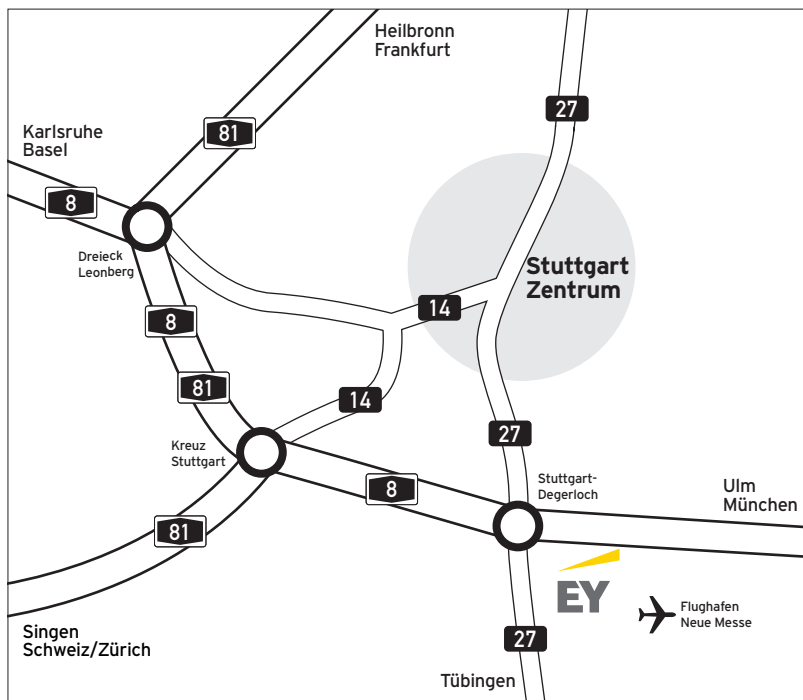 Heilbronn
Frankfurt
27
81
Karlsruhe
Basel
8
Dreieck
Leonberg
Stuttgart
Zentrum
14
8
81
14
27
Kreuz
Stuttgart
8
Stuttgart-
Degerloch
Ulm
München
81
EY
Flughafen
Neue Messe
Singen
Schweiz/Zürich
27
Tübingen